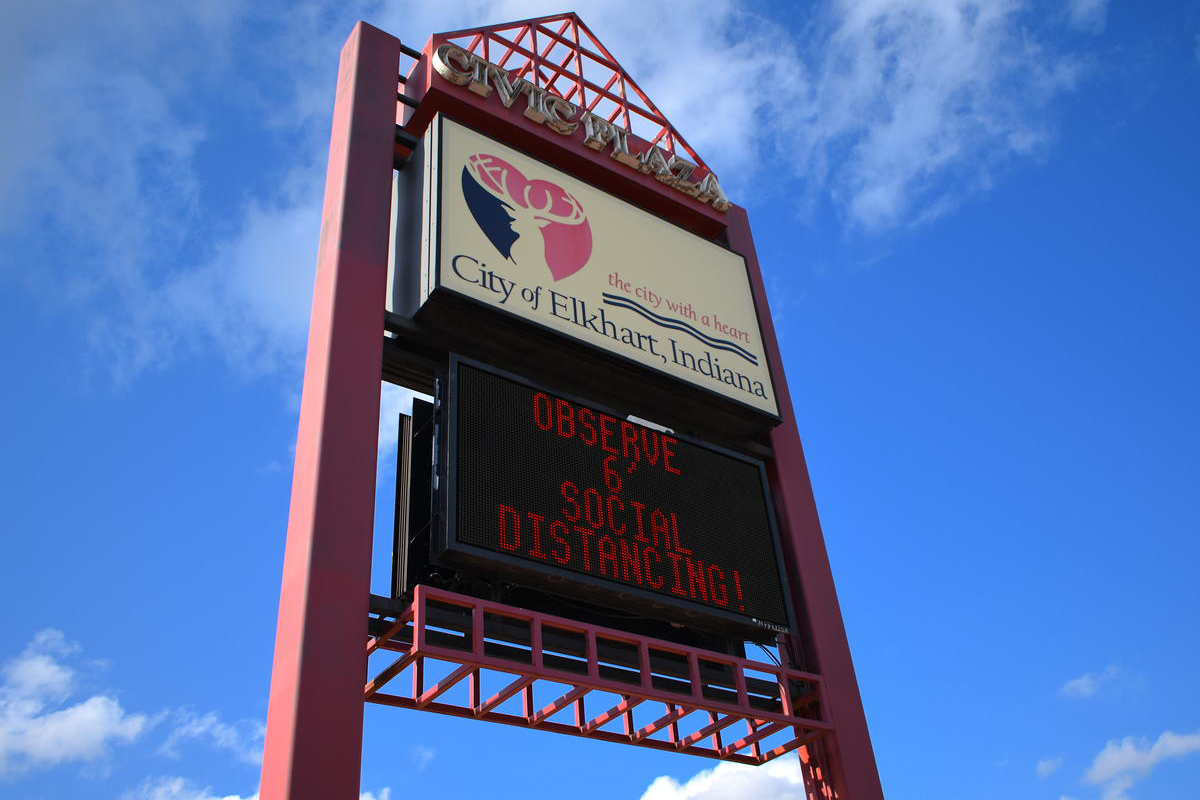 CIVIC PLAZA
the city with a heart
City of Elkhart, Indiana
OBSERVE
6'
SOCIAL
DISTANCING!